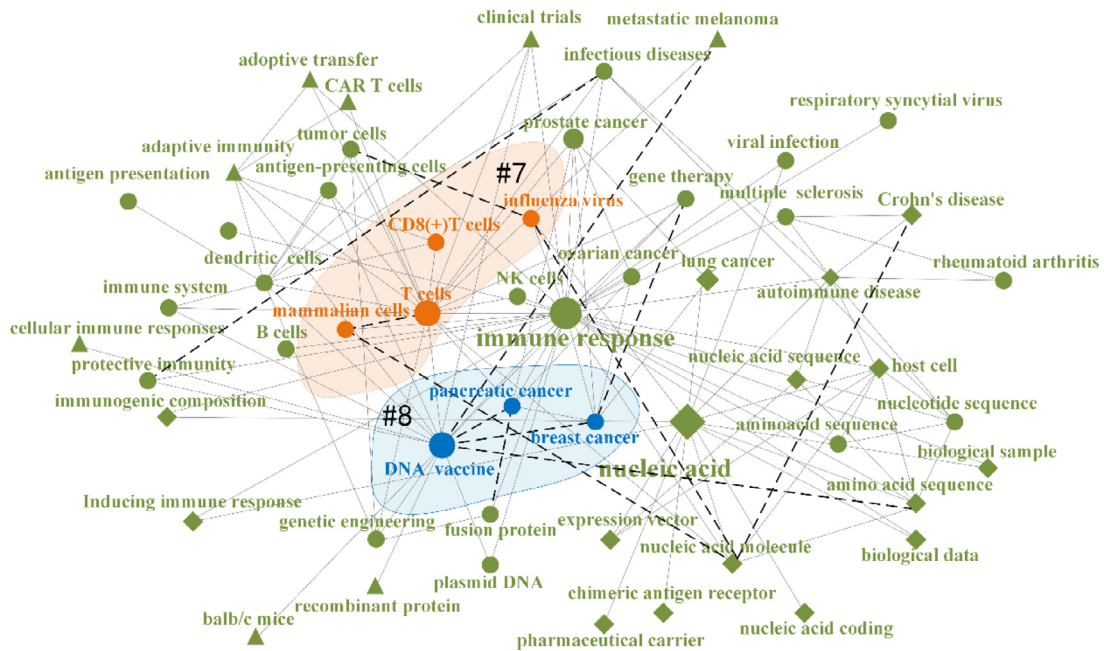 clinical trials
metastatic melanoma
infectious diseases
adoptive transfer
CAR T cells
respiratory syncytial virus
prostate cancer
tumor cells
viral infection
adaptive immunity
antigen-presenting cells
#7
antigen presentation
gene therapy
multiple sclerosis
influenza virus
Crohn's disease
CD8(+)T cells
ovarian cancer
lung cancer
dendritic cells
NK cells
rheumatoid arthritis
immune system
T cells
autoimmune disease
mammalian cells
cellular immune responses
B cells
immune response
protective immunity
nucleic acid sequence
host cell
immunogenic composition
pancreatic cancer
nucleotide sequence
#8
aminoacid sequence
breast cancer
biological sample
DNA vaccine
nucleic acid
amino acid sequence
Inducing immune response
genetic engineering
fusion protein
expression vector
nucleic acid molecule
biological data
plasmid DNA
chimeric antigen receptor
recombinant protein
balb/c mice
pharmaceutical carrier
nucleic acid coding